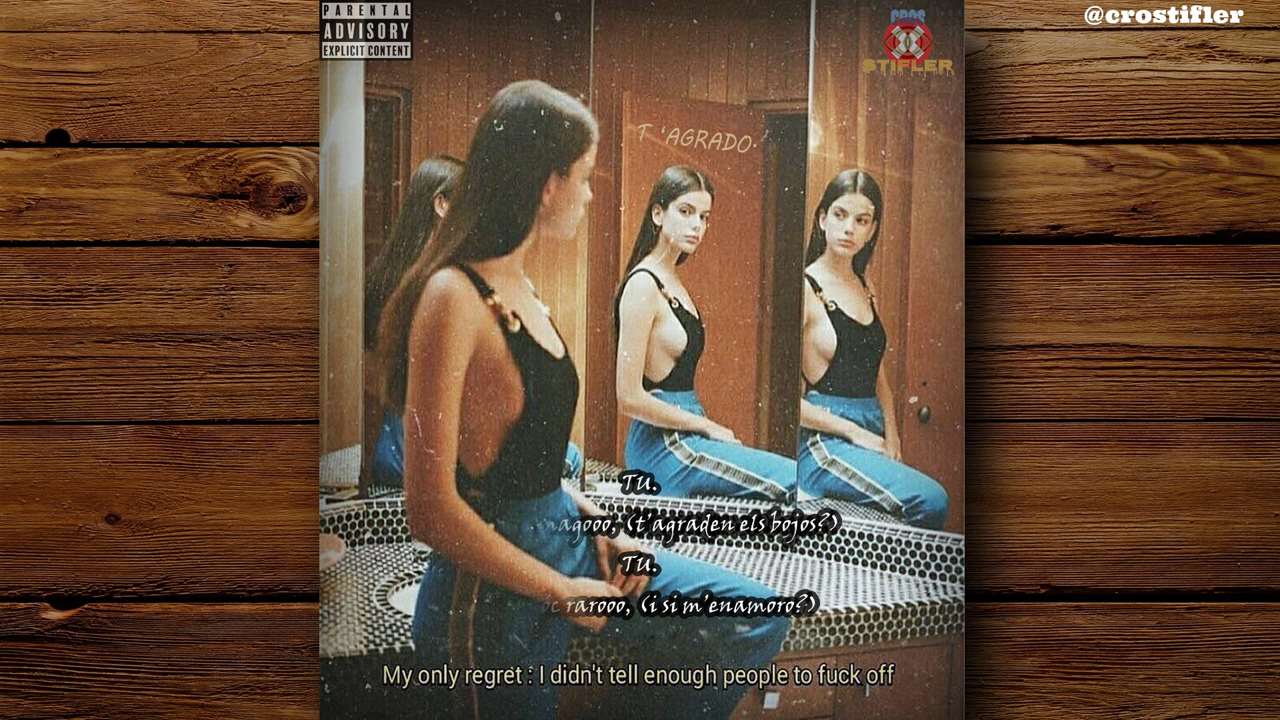 PARENTAL
ADVISORY
EXPLICIT CONTENT
@crostifler
CROS
STIFLER
T'AGRADO.'
TU.
(t'agraden els bojos?)
TU.
rarooo, (i si m'enamoro?)
My only regret : I didn't tell enough people to fuck off